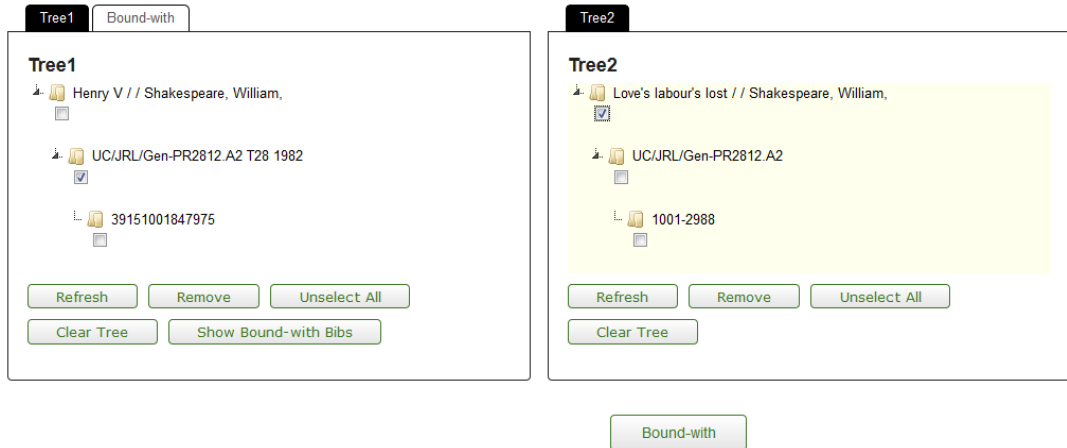 Tree1 Bound-with
Tree1
Henry V / / Shakespeare, William,
UC/JRL/Gen-PR2812.A2 T28 1982
39151001847975
Refresh Remove Unselect All
Clear Tree Show Bound-with Bibs
Tree2
Tree2
Love's labour's lost / / Shakespeare, William,
UC/JRL/Gen-PR2812.A2
1001-2988
Refresh Remove Unselect All
Clear Tree
Bound-with